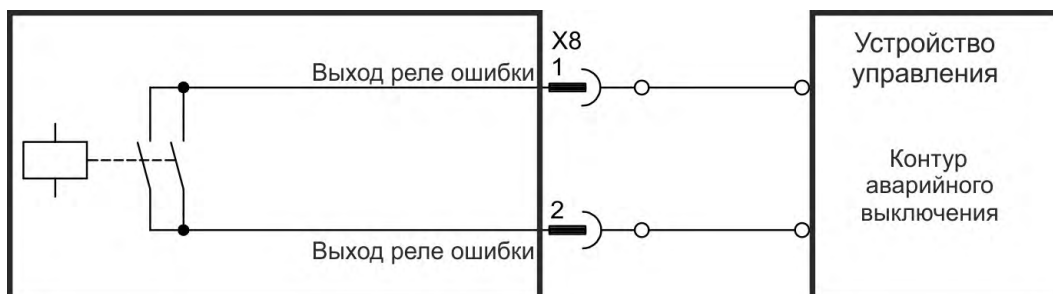 X8
Выход реле ошибки
1
2
Выход реле ошибки
Устройство
управления
Контур
аварийного
выключения